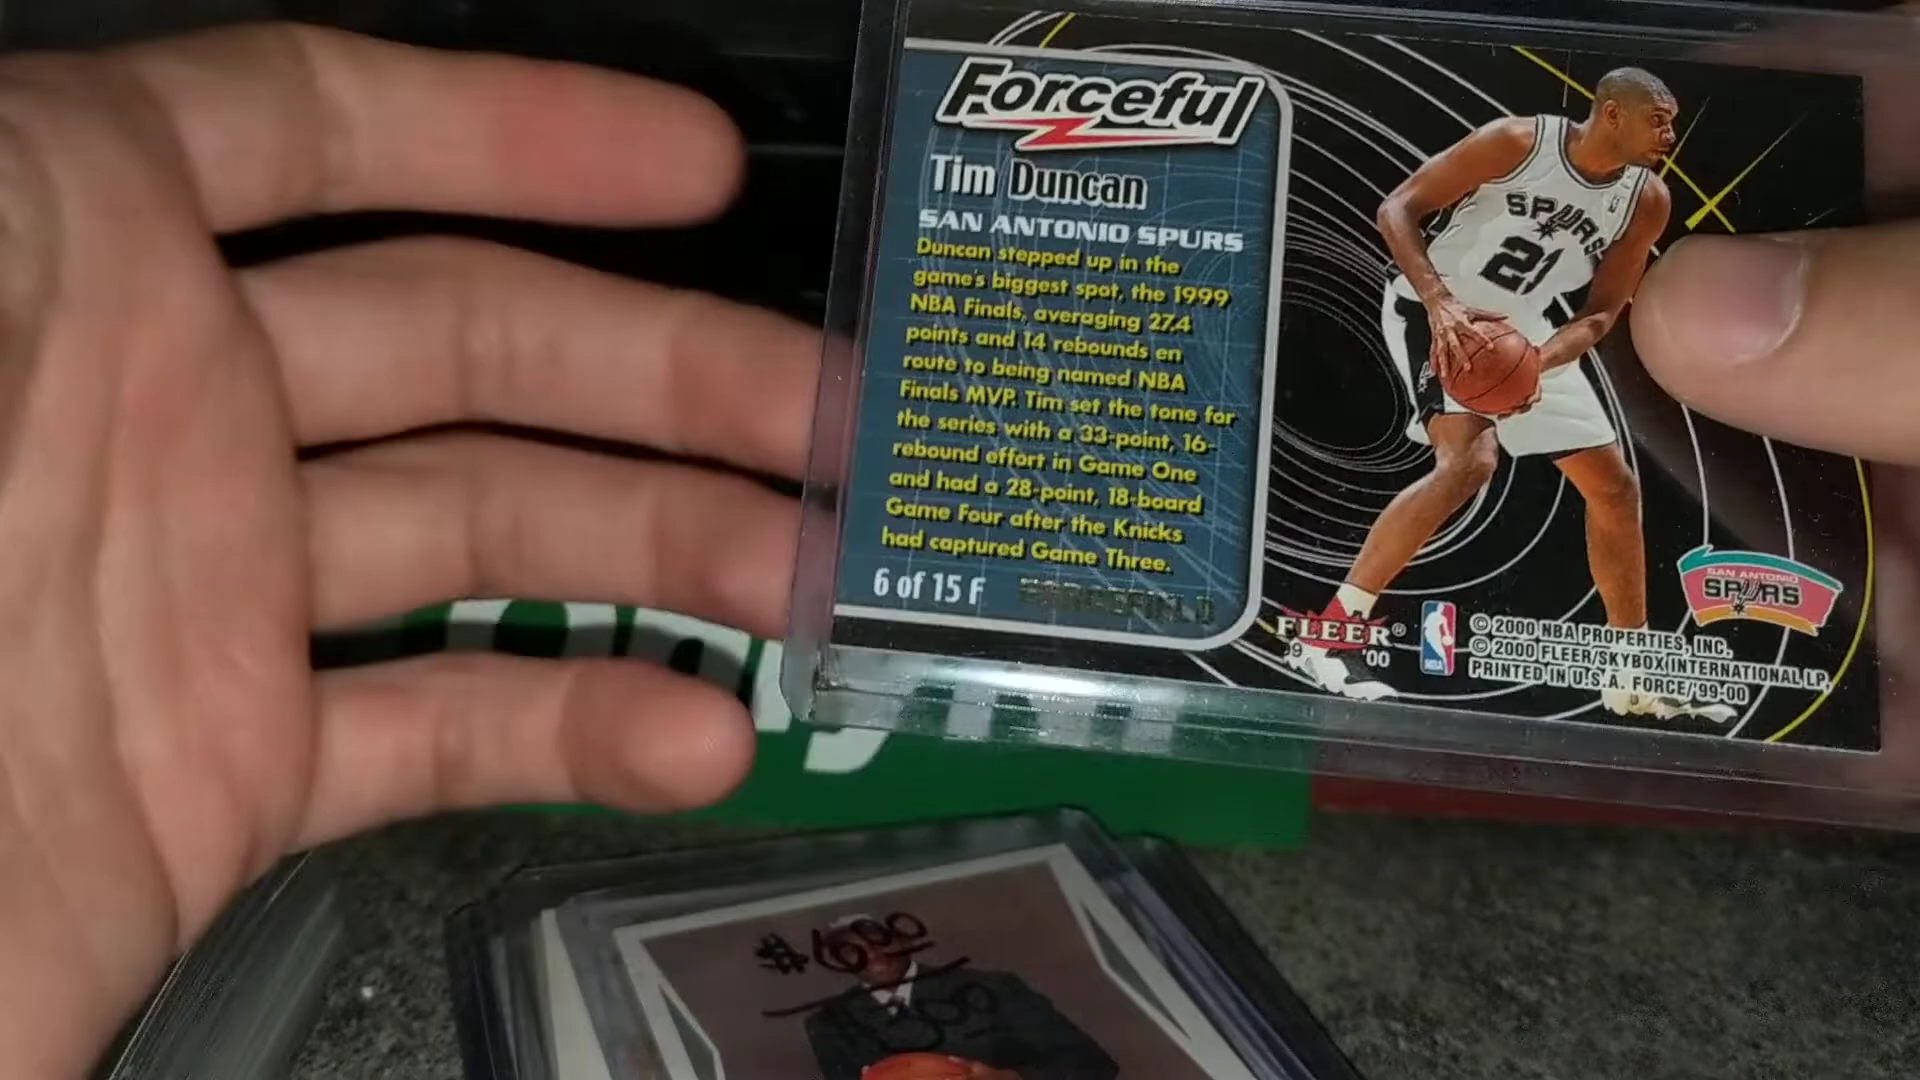 Forceful
Tim Duncan
SAN ANTONIO SPURS
Duncan stepped up in the
game's biggest spot, the 1999
NBA Finals, averaging 27.4
points and 14 rebounds en
route to being named NBA
Finals MVP. Tim set the tone for
the series with a 33-point, 16-
rebound effort in Game One
and had a 28-point, 18-board
Game Four after the Knicks
had captured Game Three.
6 of 15 F
FORCEFIELD
SPURS
21
SAN ANTONIO
SPURS
FLEER®
'00
NBA
© 2000 NBA PROPERTIES, INC.
© 2000 FLEER/SKYBOX INTERNATIONAL LP,
PRINTED IN U.S.A. FORCE/'99-00